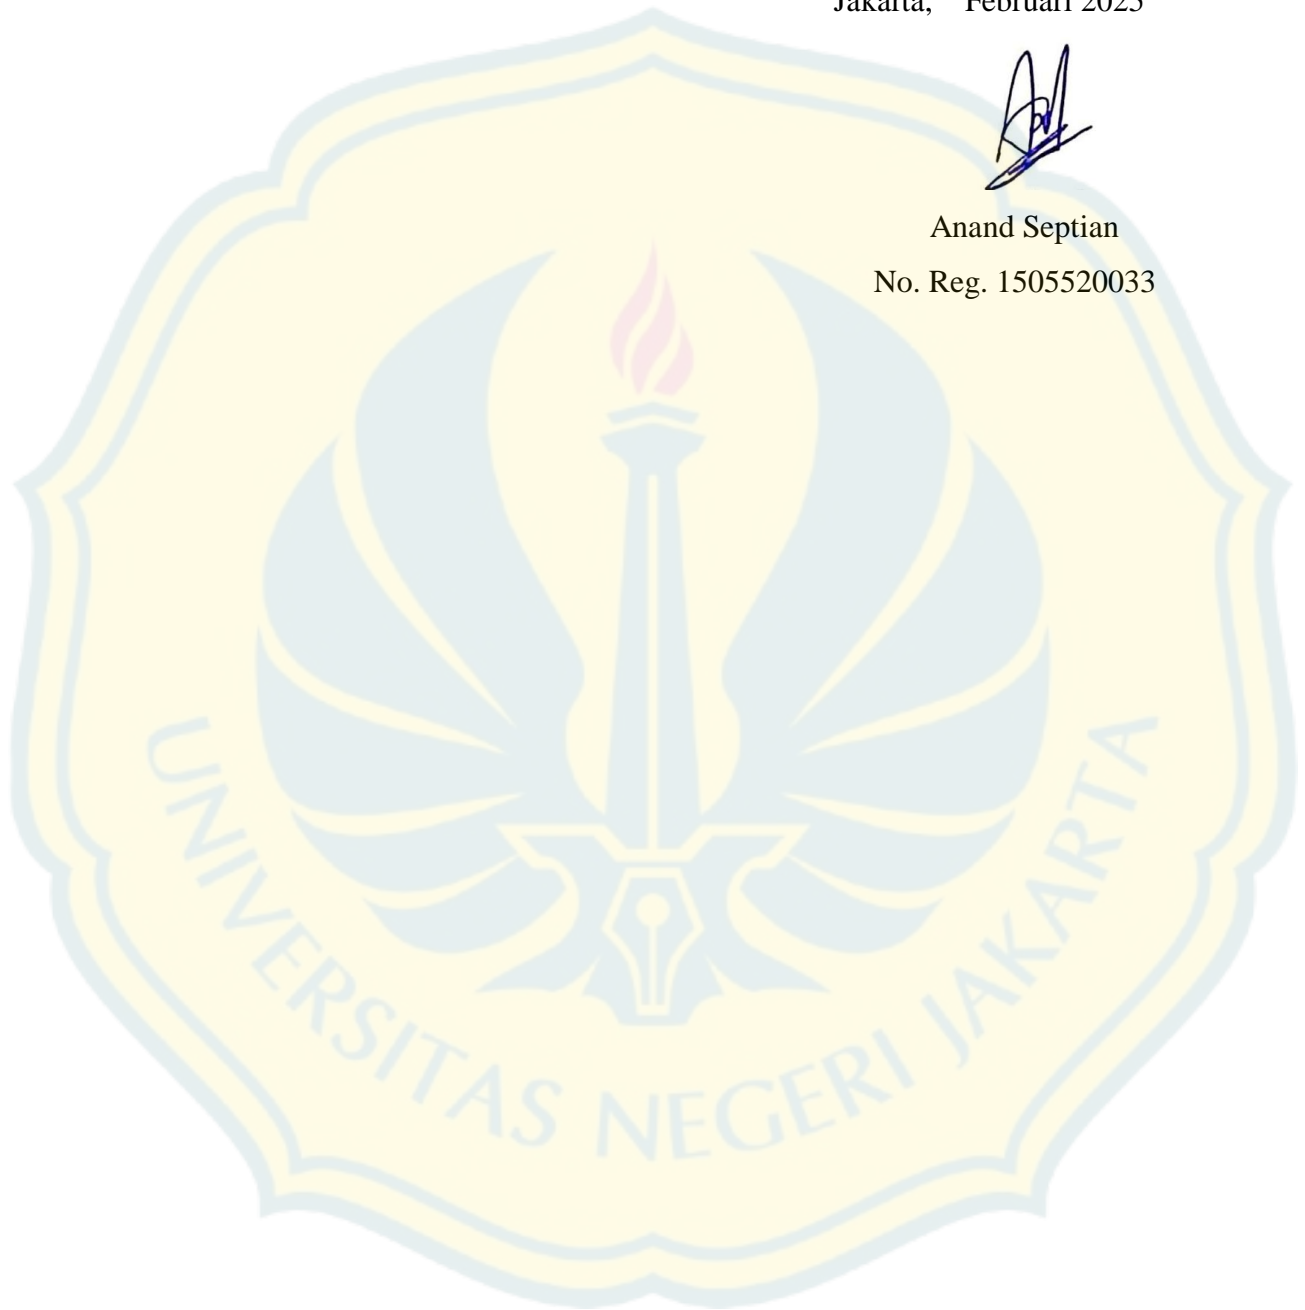 Jakarta, Februari 2025
Anand Septian
No. Reg. 1505520033
UNIVERSITAS NEGERI JAKARTA